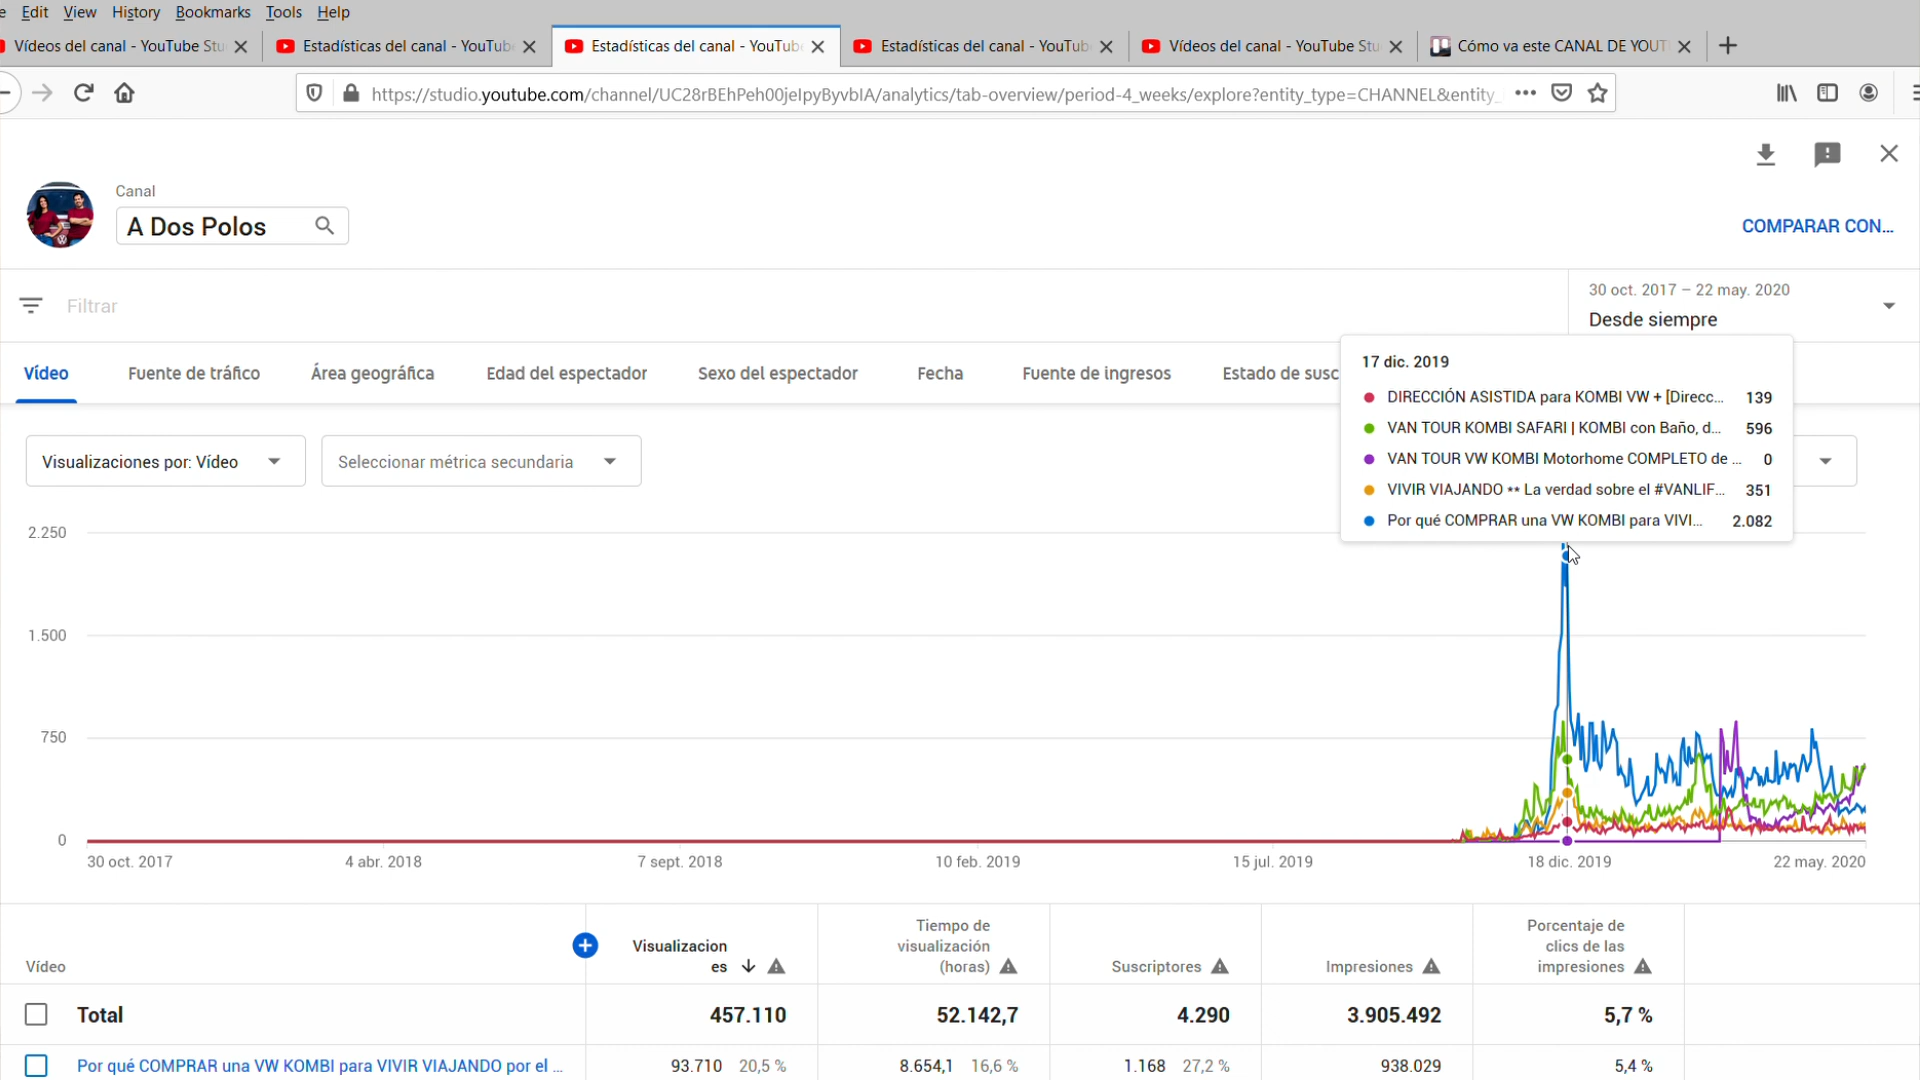 Edit View History Bookmarks Tools Help
Vídeos del canal - YouTube Stu
Estadísticas del canal - YouTub
Estadísticas del canal - YouTub
Estadísticas del canal - YouTub
Vídeos del canal - YouTube Stu
Cómo va este CANAL DE YOUT
https://studio.youtube.com/channel/UC28rBEhPeh00jeIpyByvbIA/analytics/tab-overview/period-4_weeks/explore?entity_type=CHANNEL&entity_
Canal
A Dos Polos
COMPARAR CON...
Filtrar
30 oct. 2017 – 22 may. 2020
Desde siempre
Vídeo
Fuente de tráfico
Área geográfica
Edad del espectador
Sexo del espectador
Fecha
Fuente de ingresos
Estado de susc
17 dic. 2019
DIRECCIÓN ASISTIDA para KOMBI VW + [Direcc... 139
VAN TOUR KOMBI SAFARI | KOMBI con Baño, d... 596
VAN TOUR VW KOMBI Motorhome COMPLETO de ... 0
VIVIR VIAJANDO ** La verdad sobre el #VANLIF... 351
Por qué COMPRAR una VW KOMBI para VIVI... 2.082
Visualizaciones por: Vídeo
Seleccionar métrica secundaria
2.250
1.500
750
0
30 oct. 2017 4 abr. 2018 7 sept. 2018 10 feb. 2019 15 jul. 2019 18 dic. 2019 22 may. 2020
Vídeo
Visualizacion
es
Tiempo de
visualización
(horas)
Suscriptores
Impresiones
Porcentaje de
clics de las
impresiones
Total 457.110 52.142,7 4.290 3.905.492 5,7 %
Por qué COMPRAR una VW KOMBI para VIVIR VIAJANDO por el ... 93.710 20,5 % 8.654,1 16,6 % 1.168 27,2 % 938.029 5,4 %